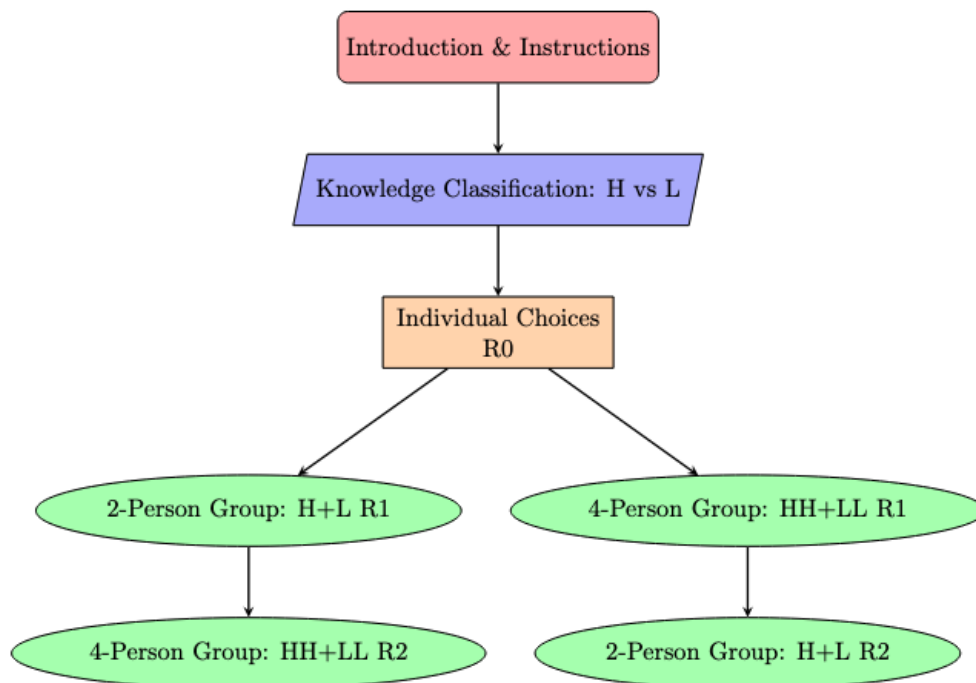 Introduction & Instructions
Knowledge Classification: H vs L
Individual Choices
R0
2-Person Group: H+L R1
4-Person Group: HH+LL R1
4-Person Group: HH+LL R2
2-Person Group: H+L R2